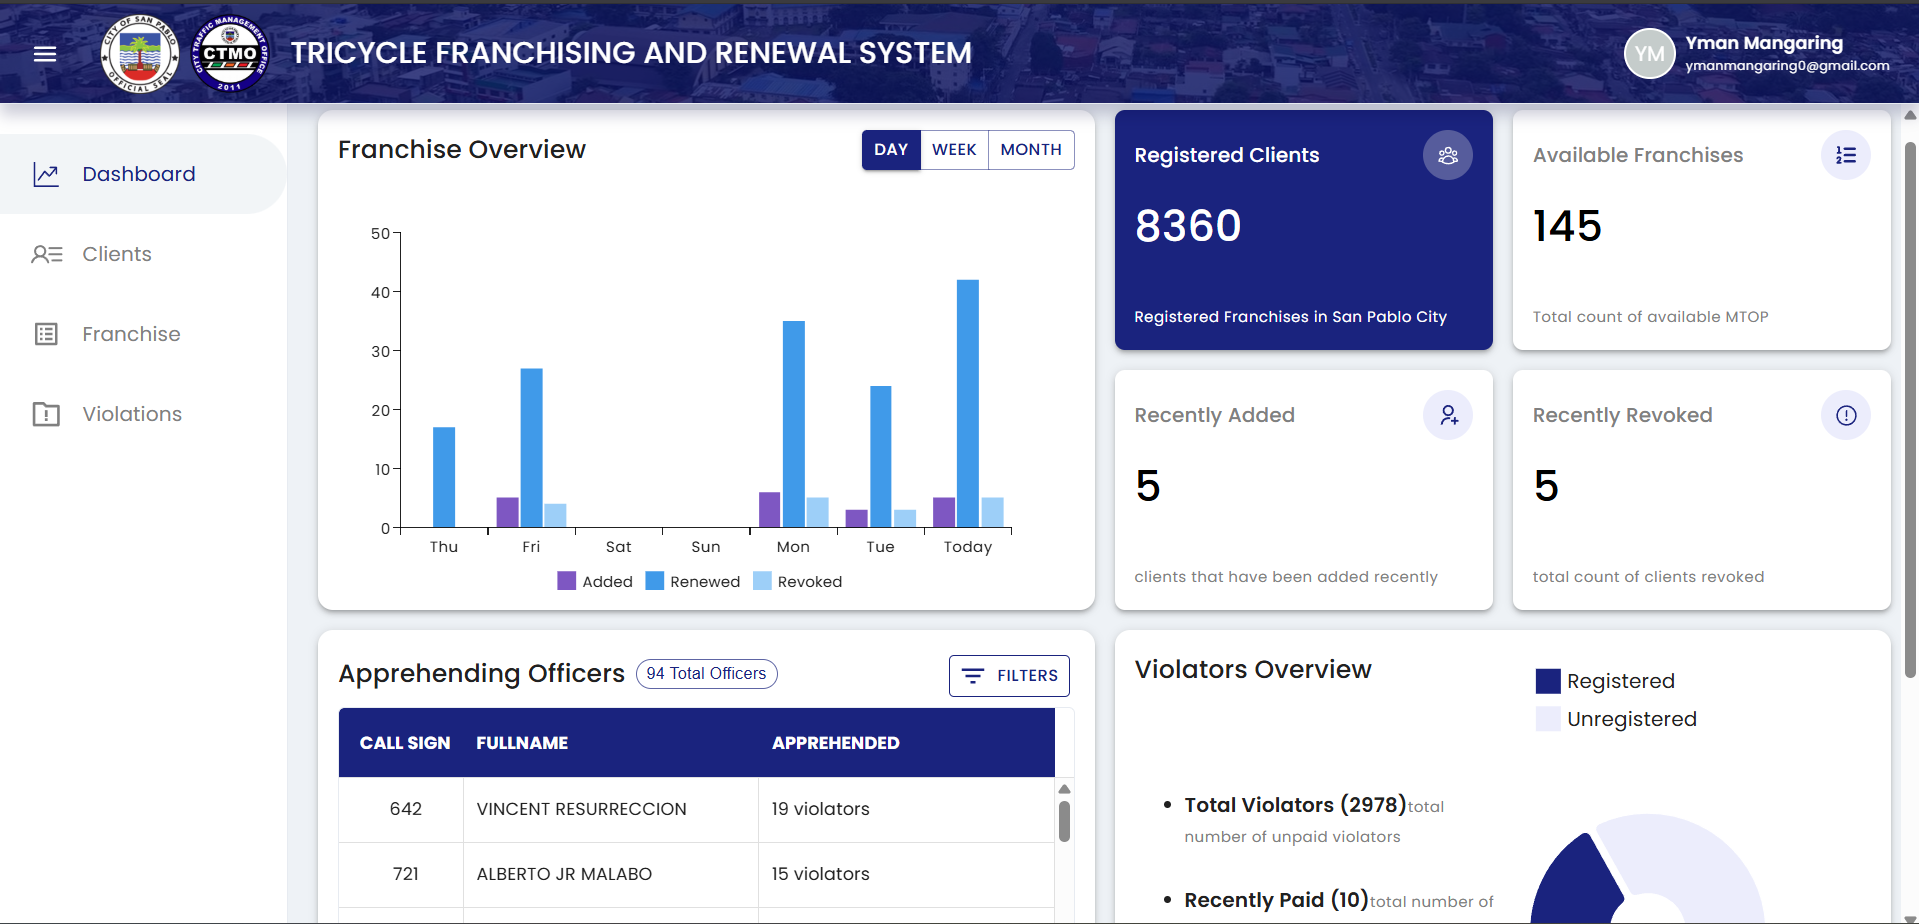 CITY OF SAN PABLO
OFFICIAL SEAL
CITY TRAFFIC MANAGEMENT OFFICE
CTMO
2011
TRICYCLE FRANCHISING AND RENEWAL SYSTEM
YM
Yman Mangaring
ymanmangaring0@gmail.com
Dashboard
Clients
Franchise
Violations
Franchise Overview
DAY WEEK MONTH
50
40
30
20
10
0
Thu Fri Sat Sun Mon Tue Today
Added Renewed Revoked
Registered Clients
8360
Registered Franchises in San Pablo City
Available Franchises
145
Total count of available MTOP
Recently Added
5
clients that have been added recently
Recently Revoked
5
total count of clients revoked
Apprehending Officers 94 Total Officers
FILTERS
CALL SIGN FULLNAME APPREHENDED
642 VINCENT RESURRECCION 19 violators
721 ALBERTO JR MALABO 15 violators
Violators Overview
Registered
Unregistered
• Total Violators (2978)total
number of unpaid violators
• Recently Paid (10)total number of